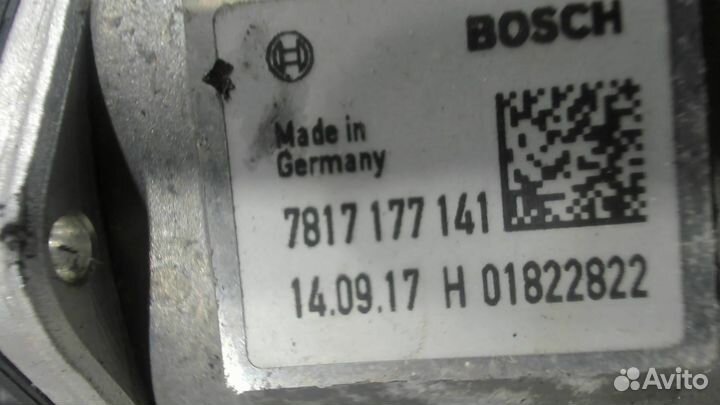 BOSCH
Made in
Germany
7817 177 141
14.09.17 H 01822822
Avito